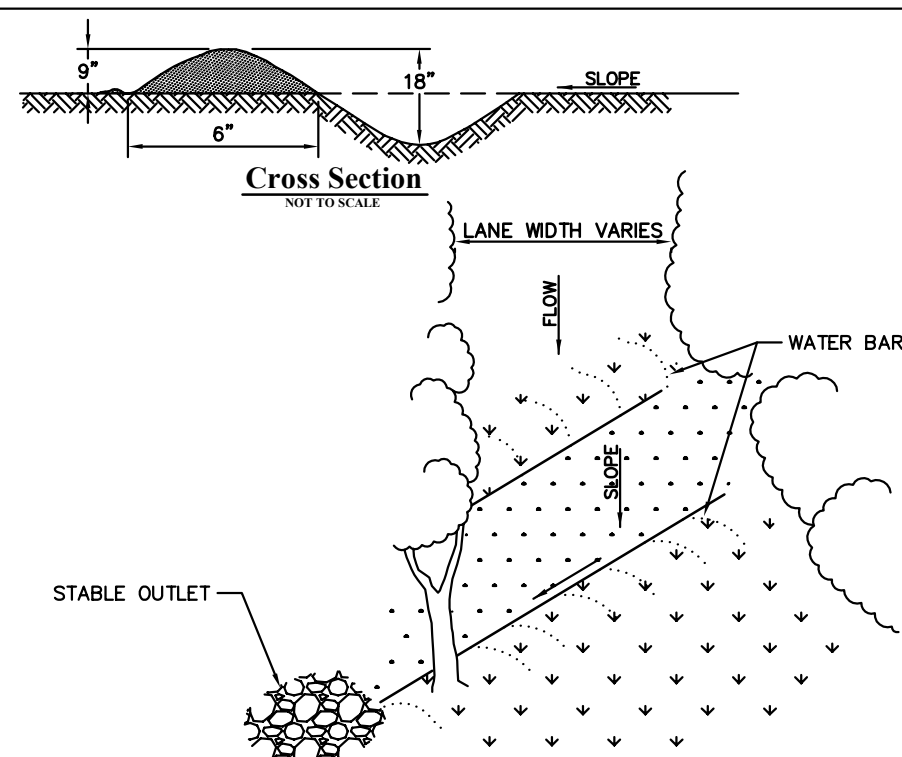 9”
18”
SLOPE
6”
Cross Section
NOT TO SCALE
LANE WIDTH VARIES
FLOW
WATER BAR
SLOPE
STABLE OUTLET